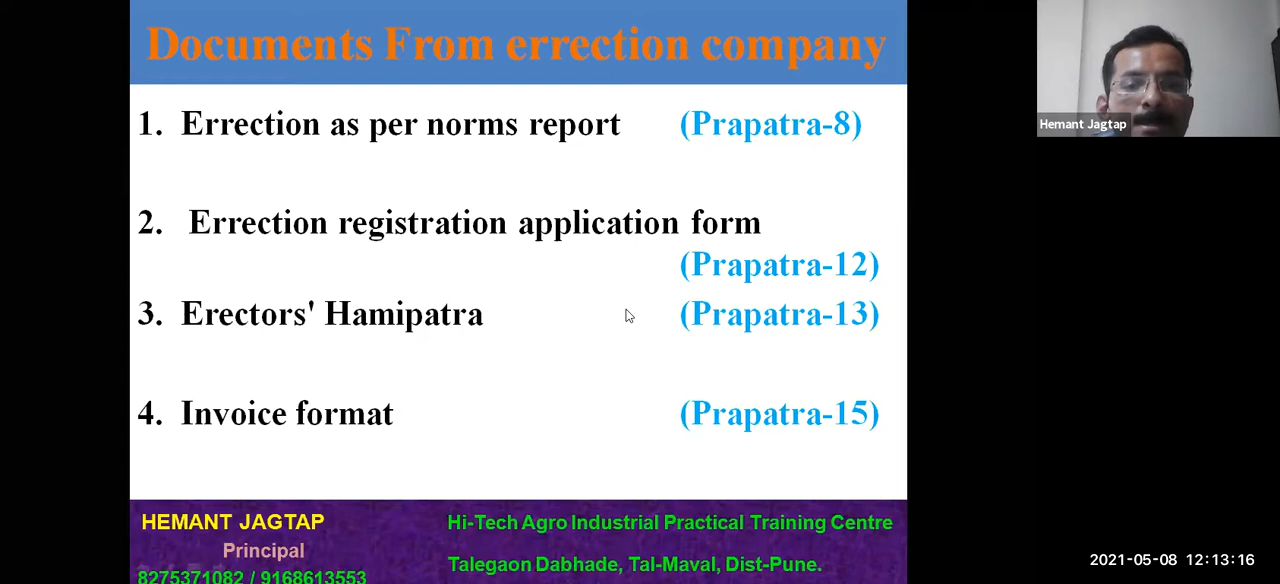 Documents From errection company
1. Errection as per norms report (Prapatra-8)
2. Errection registration application form
(Prapatra-12)
3. Erectors' Hamipatra (Prapatra-13)
4. Invoice format (Prapatra-15)
HEMANT JAGTAP
Principal
8275371082 / 9168613553
Hi-Tech Agro Industrial Practical Training Centre
Talegaon Dabhade, Tal-Maval, Dist-Pune.
Hemant Jagtap
2021-05-08 12:13:16